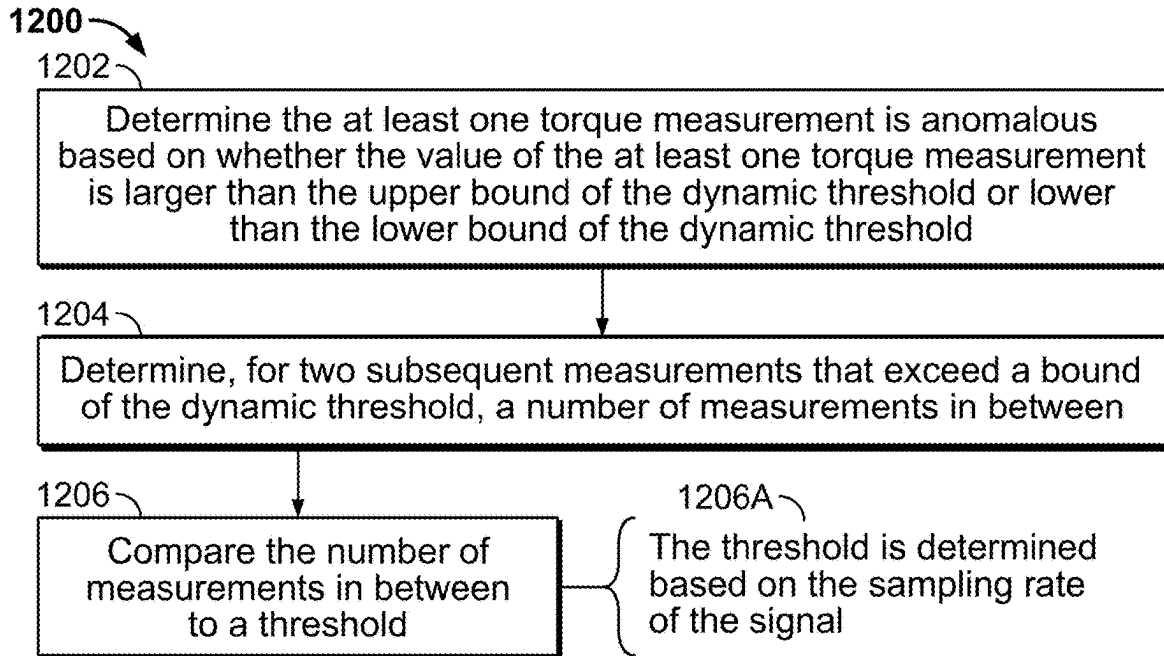 1200
1202
Determine the at least one torque measurement is anomalous
based on whether the value of the at least one torque measurement
is larger than the upper bound of the dynamic threshold or lower
than the lower bound of the dynamic threshold
1204
Determine, for two subsequent measurements that exceed a bound
of the dynamic threshold, a number of measurements in between
1206
Compare the number of
measurements in between
to a threshold
1206A
The threshold is determined
based on the sampling rate
of the signal